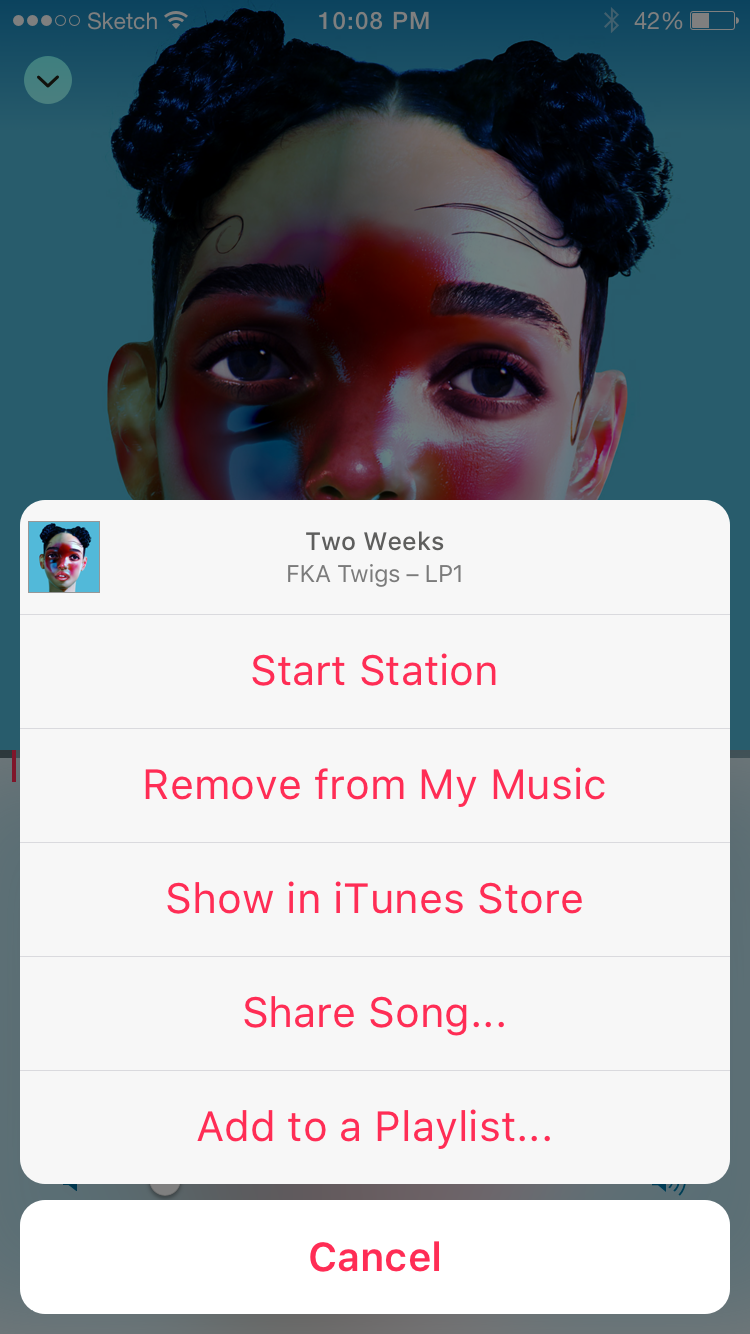 Sketch 10:08 PM 42%
Two Weeks
FKA Twigs – LP1
Start Station
Remove from My Music
Show in iTunes Store
Share Song...
Add to a Playlist...
Cancel